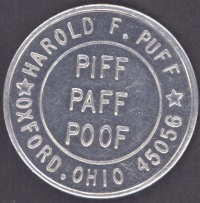 HAROLD F. PUFF
PIFF
PAFF
POOF
OXFORD, OHIO 45056